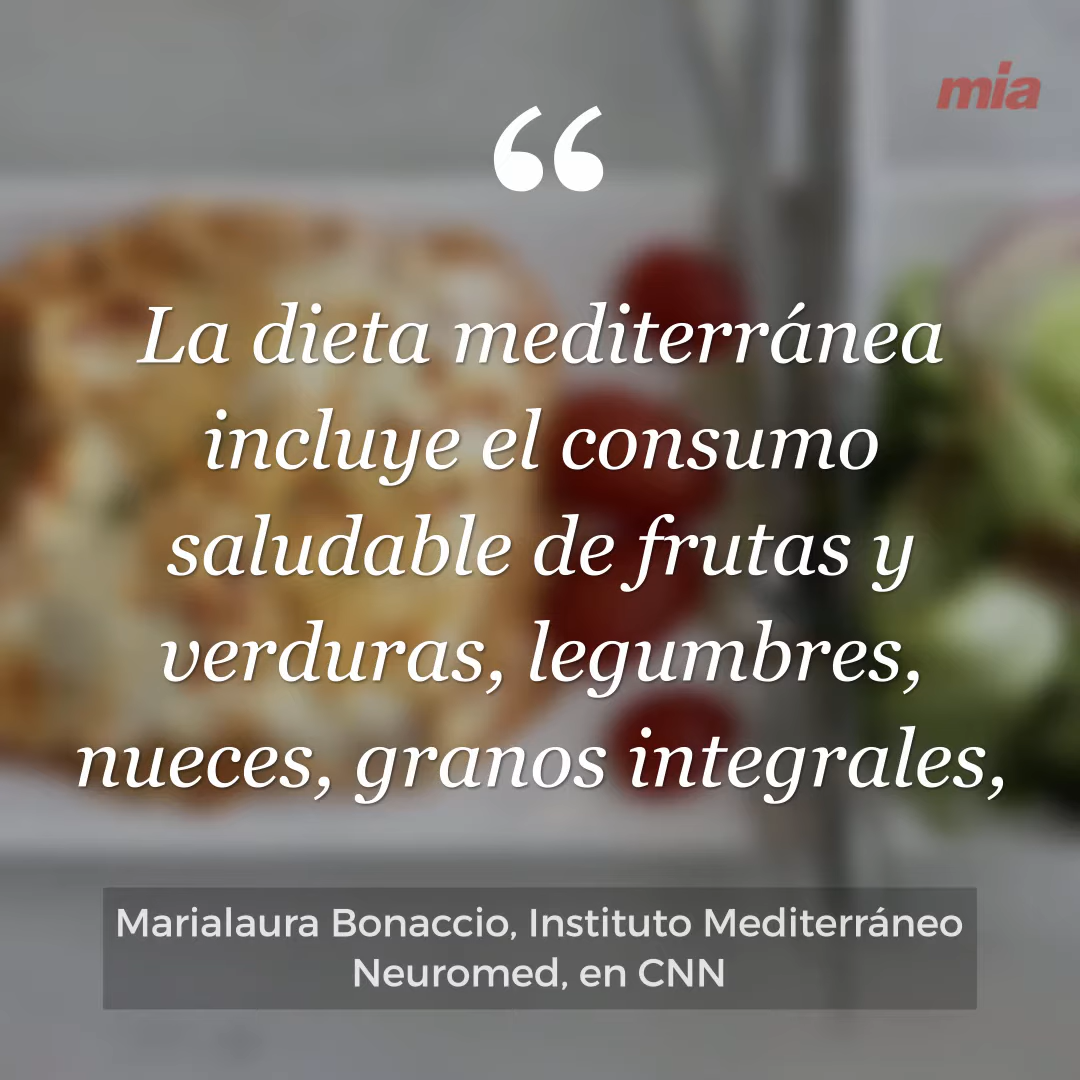 mia
“
La dieta mediterránea
incluye el consumo
saludable de frutas y
verduras, legumbres,
nueces, granos integrales,
Marialaura Bonaccio, Instituto Mediterráneo
Neuromed, en CNN